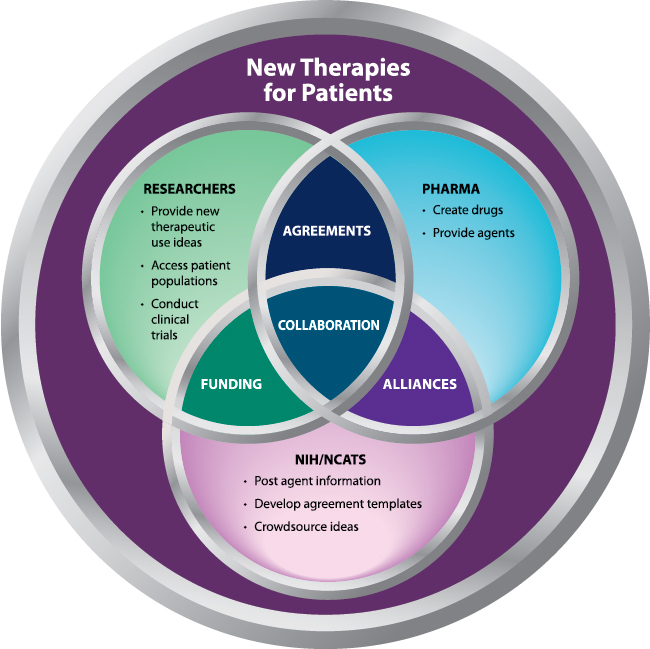 New Therapies
for Patients
RESEARCHERS
• Provide new
therapeutic
use ideas
• Access patient
populations
• Conduct
clinical
trials
AGREEMENTS
PHARMA
• Create drugs
• Provide agents
COLLABORATION
FUNDING
ALLIANCES
NIH/NCATS
• Post agent information
• Develop agreement templates
• Crowdsource ideas